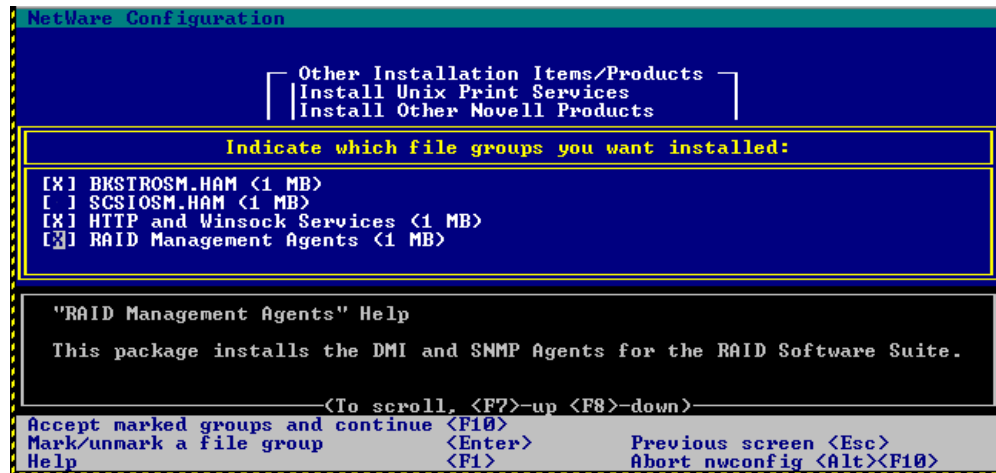 NetWare Configuration
Other Installation Items/Products
Install Unix Print Services
Install Other Novell Products
Indicate which file groups you want installed:
[X] BKSTROSM.HAM (1 MB)
[ ] SCSIOSM.HAM (1 MB)
[X] HTTP and Winsock Services (1 MB)
[X] RAID Management Agents (1 MB)
"RAID Management Agents" Help
This package installs the DMI and SNMP Agents for the RAID Software Suite.
(To scroll, <F7>-up <F8>-down)
Accept marked groups and continue <F10>
Mark/unmark a file group <Enter> Previous screen <Esc>
Help <F1> Abort nwconfig <Alt><F10>